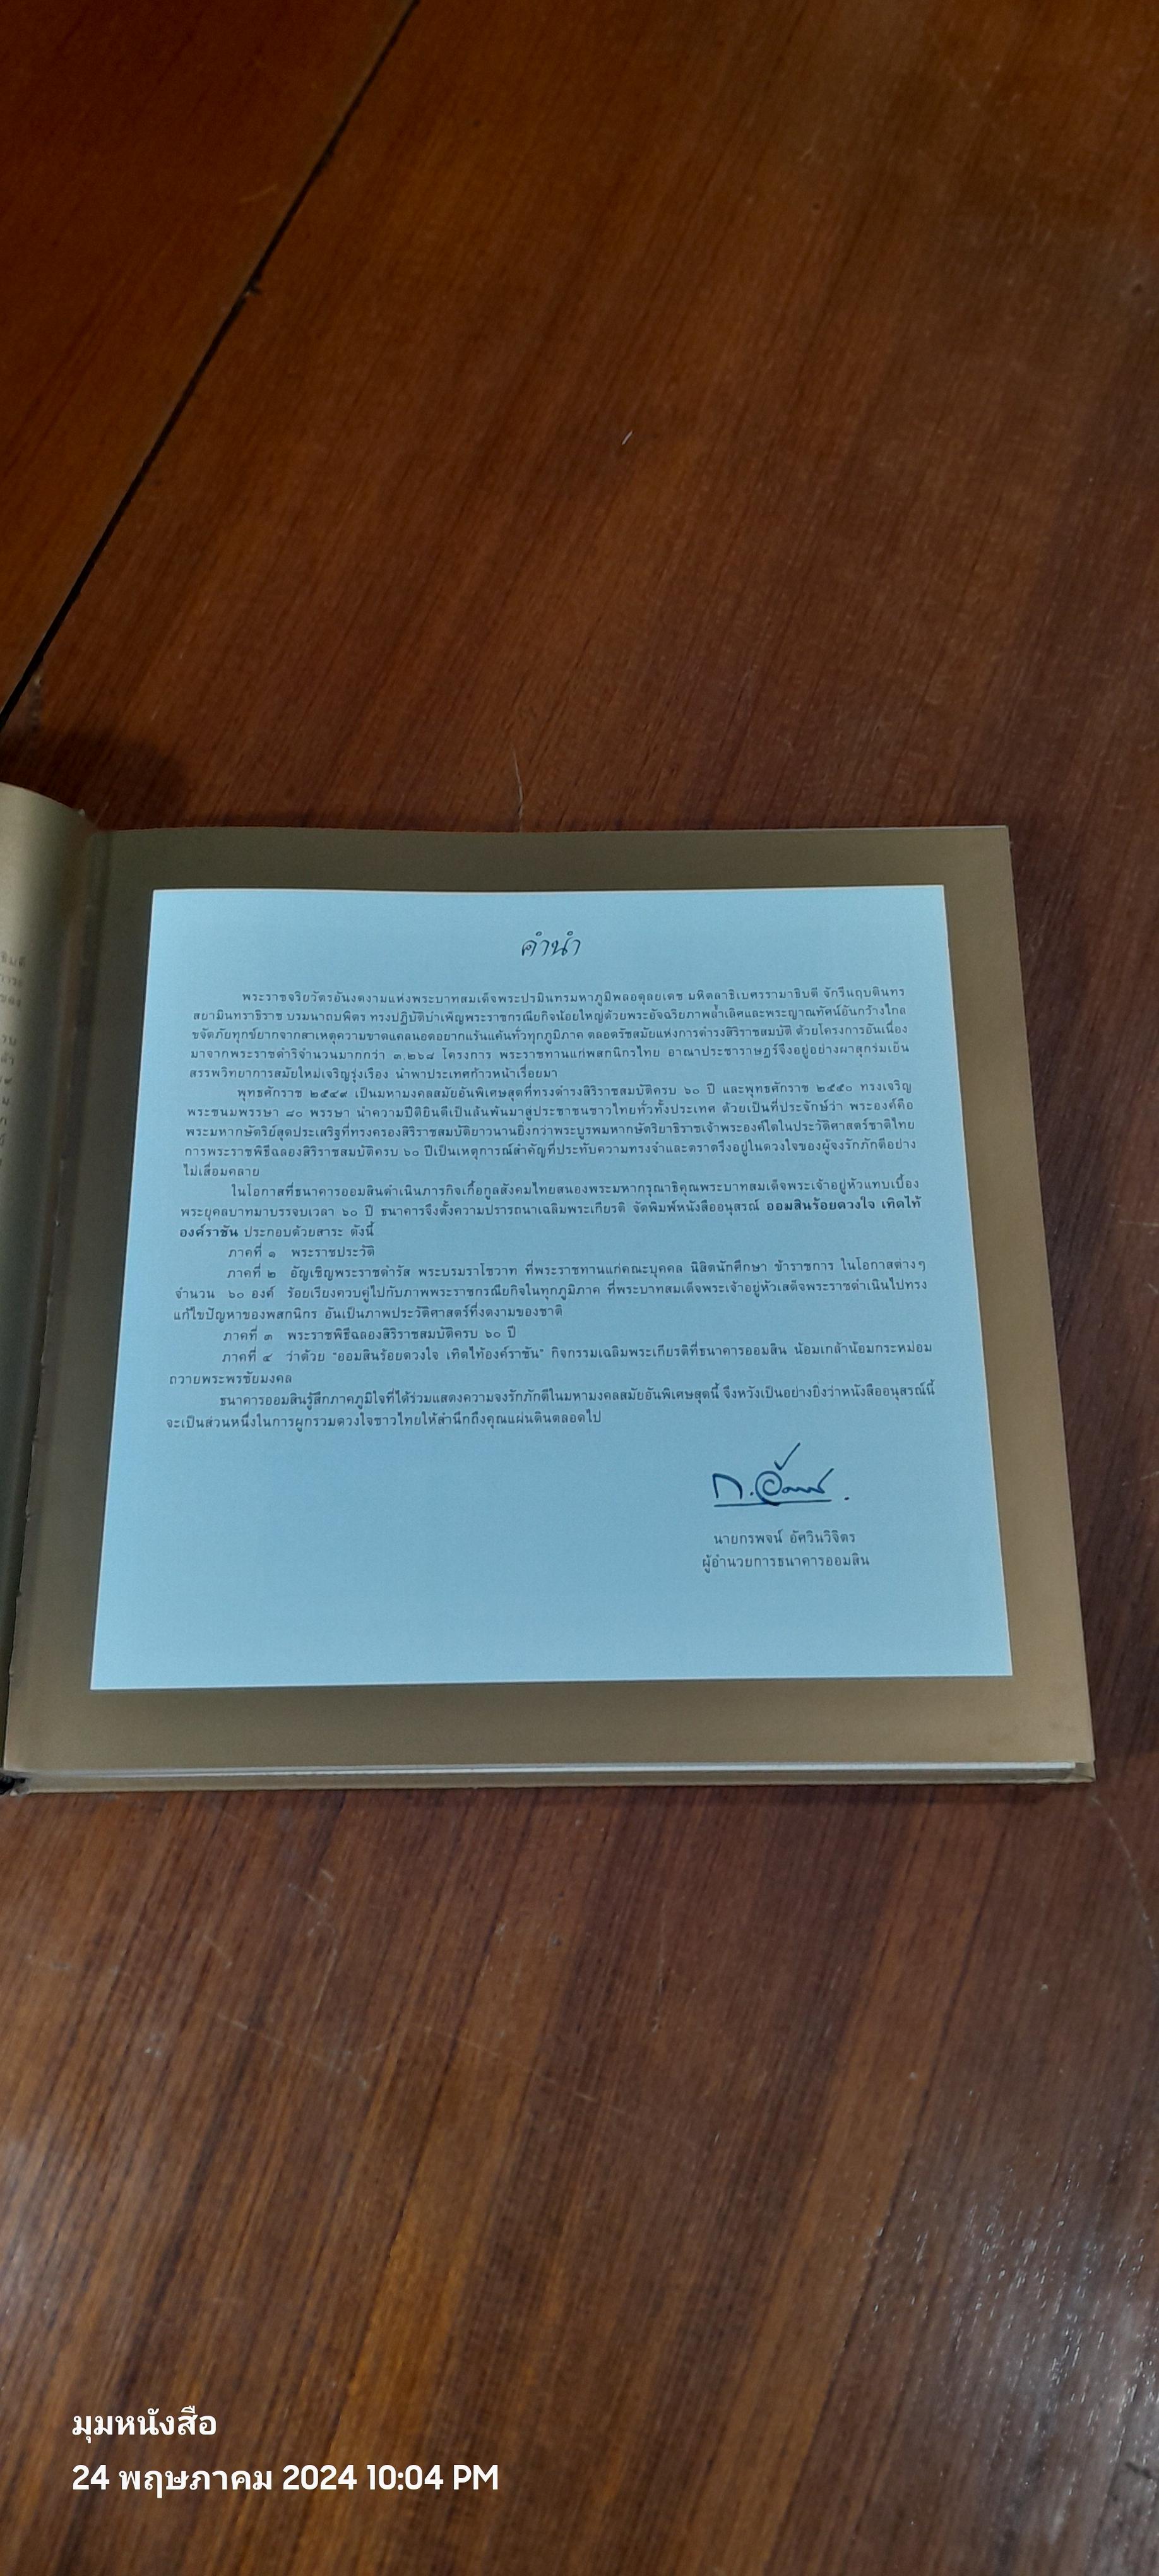 คำนำ
พระราชจริยวัตรอันงดงามแห่งพระบาทสมเด็จพระปรมินทรมหาภูมิพลอดุลยเดช มหิตลาธิเบศรรามาธิบดี จักรีนฤบดินทร
สยามินทราธิราช บรมนาถบพิตร ทรงปฏิบัติบำเพ็ญพระราชกรณียกิจน้อยใหญ่ด้วยพระอัจฉริยภาพล้ำเลิศและพระญาณทัศน์อันกว้างไกล
ขจัดภัยทุกข์ยากจากสาเหตุความขาดแคลนอดอยากแร้นแค้นทั่วทุกภูมิภาค ตลอดรัชสมัยแห่งการดำรงสิริราชสมบัติ ด้วยโครงการอันเนื่อง
มาจากพระราชดำริจำนวนมากกว่า ๓,๒๖๘ โครงการ พระราชทานแก่พสกนิกรไทย อาณาประชาราษฎร์จึงอยู่อย่างผาสุกร่มเย็น
สรรพวิทยาการสมัยใหม่เจริญรุ่งเรือง นำพาประเทศก้าวหน้าเรื่อยมา
พุทธศักราช ๒๕๔๙ เป็นมหามงคลสมัยอันพิเศษสุดที่ทรงดำรงสิริราชสมบัติครบ ๖๐ ปี และพุทธศักราช ๒๕๕๐ ทรงเจริญ
พระชนมพรรษา ๘๐ พรรษา นำความปีติยินดีเป็นล้นพ้นมาสู่ประชาชนชาวไทยทั่วทั้งประเทศ ด้วยเป็นที่ประจักษ์ว่า พระองค์คือ
พระมหากษัตริย์สุดประเสริฐที่ทรงครองสิริราชสมบัติยาวนานยิ่งกว่าพระบูรพมหากษัตริยาธิราชเจ้าพระองค์ใดในประวัติศาสตร์ชาติไทย
การพระราชพิธีฉลองสิริราชสมบัติครบ ๖๐ ปีเป็นเหตุการณ์สำคัญที่ประทับความทรงจำและตราตรึงอยู่ในดวงใจของผู้จงรักภักดีอย่าง
ไม่เสื่อมคลาย
ในโอกาสที่ธนาคารออมสินดำเนินภารกิจเกื้อกูลสังคมไทยสนองพระมหากรุณาธิคุณพระบาทสมเด็จพระเจ้าอยู่หัวแทบเบื้อง
พระยุคลบาทมาบรรจบเวลา ๖๐ ปี ธนาคารจึงตั้งความปรารถนาเฉลิมพระเกียรติ จัดพิมพ์หนังสืออนุสรณ์ ออมสินร้อยดวงใจ เทิดไท้
องค์ราชัน ประกอบด้วยสาระ ดังนี้
ภาคที่ ๑ พระราชประวัติ
ภาคที่ ๒ อัญเชิญพระราชดำรัส พระบรมราโชวาท ที่พระราชทานแก่คณะบุคคล นิสิตนักศึกษา ข้าราชการ ในโอกาสต่างๆ
จำนวน ๖๐ องค์ ร้อยเรียงควบคู่ไปกับภาพพระราชกรณียกิจในทุกภูมิภาค ที่พระบาทสมเด็จพระเจ้าอยู่หัวเสด็จพระราชดำเนินไปทรง
แก้ไขปัญหาของพสกนิกร อันเป็นภาพประวัติศาสตร์ที่งดงามของชาติ
ภาคที่ ๓ พระราชพิธีฉลองสิริราชสมบัติครบ ๖๐ ปี
ภาคที่ ๔ ว่าด้วย "ออมสินร้อยดวงใจ เทิดไท้องค์ราชัน" กิจกรรมเฉลิมพระเกียรติที่ธนาคารออมสิน น้อมเกล้าน้อมกระหม่อม
ถวายพระพรชัยมงคล
ธนาคารออมสินรู้สึกภาคภูมิใจที่ได้ร่วมแสดงความจงรักภักดีในมหามงคลสมัยอันพิเศษสุดนี้ จึงหวังเป็นอย่างยิ่งว่าหนังสืออนุสรณ์นี้
จะเป็นส่วนหนึ่งในการผูกรวมดวงใจชาวไทยให้สำนึกถึงคุณแผ่นดินตลอดไป
นายกรพจน์ อัศวินวิจิตร
ผู้อำนวยการธนาคารออมสิน
มุมหนังสือ
24 พฤษภาคม 2024 10:04 PM